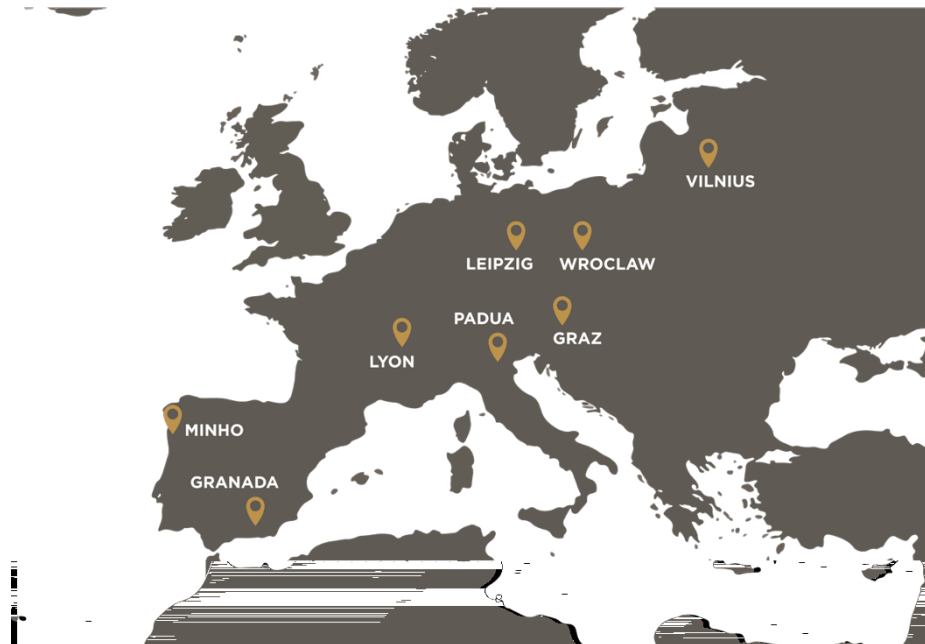 VILNIUS
LEIPZIG
WROCLAW
PADUA
GRAZ
LYON
MINHO
GRANADA